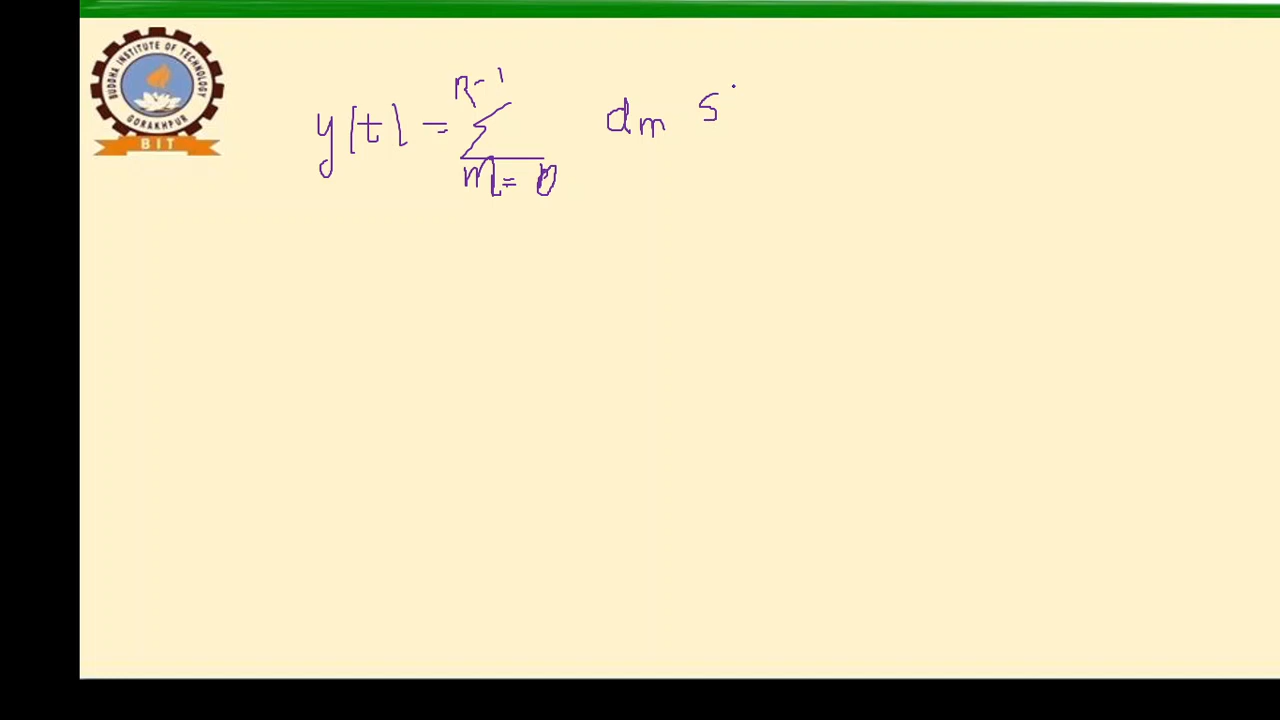 BUDDHA INSTITUTE OF TECHNOLOGY
GORAKHPUR
BIT
R-1
y(t) = Σ dm s
m = 0